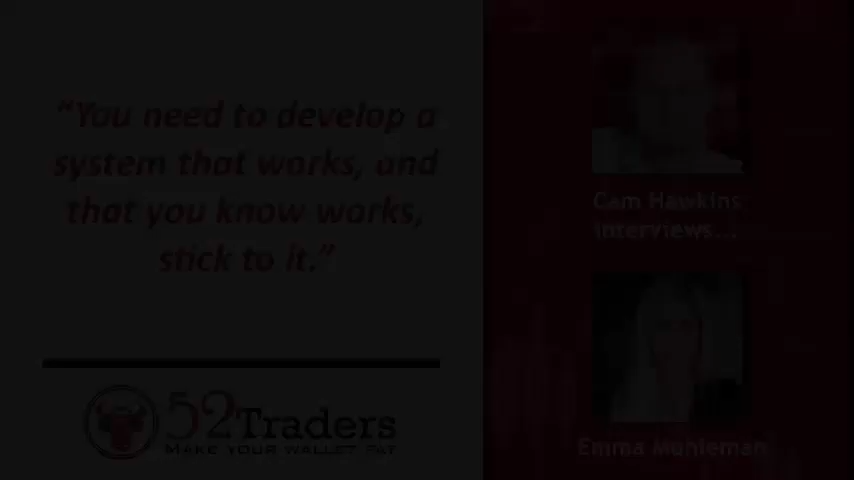 “You need to develop a
system that works, and
that you know works,
stick to it.”
52Traders
MAKE YOUR WALLET FAT
Cam Hawkins
interviews...
Emma Muhleman